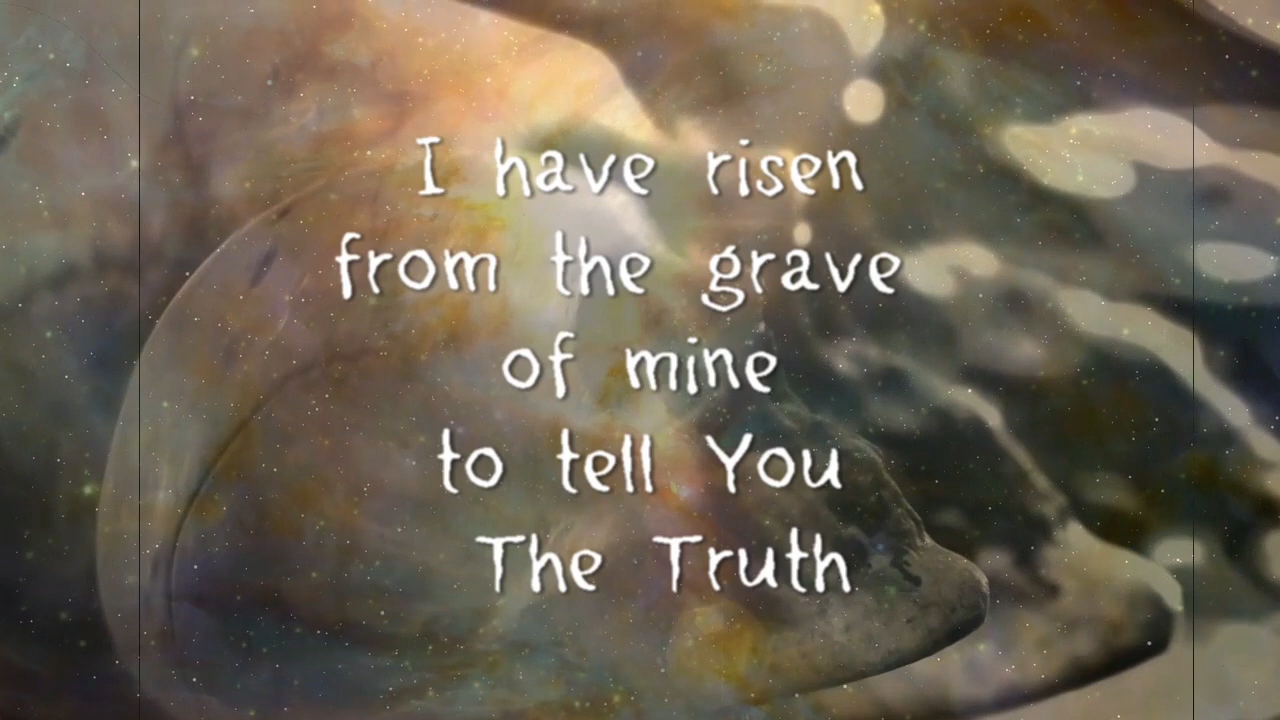 I have risen
from the grave
of mine
to tell You
The Truth